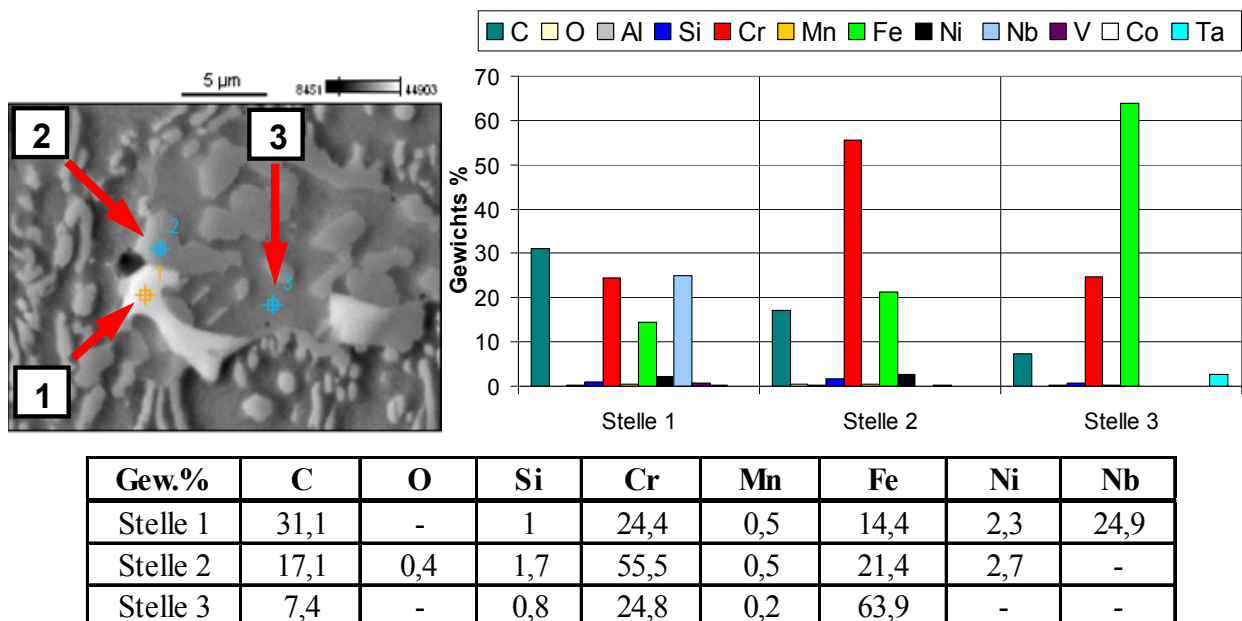 C O Al Si Cr Mn Fe Ni Nb V Co Ta
5 µm
8451 44903
2
3
2
1
3
1
Gewichts %
70
60
50
40
30
20
10
0
Stelle 1 Stelle 2 Stelle 3
Gew.% C O Si Cr Mn Fe Ni Nb
Stelle 1 31,1 - 1 24,4 0,5 14,4 2,3 24,9
Stelle 2 17,1 0,4 1,7 55,5 0,5 21,4 2,7 -
Stelle 3 7,4 - 0,8 24,8 0,2 63,9 - -